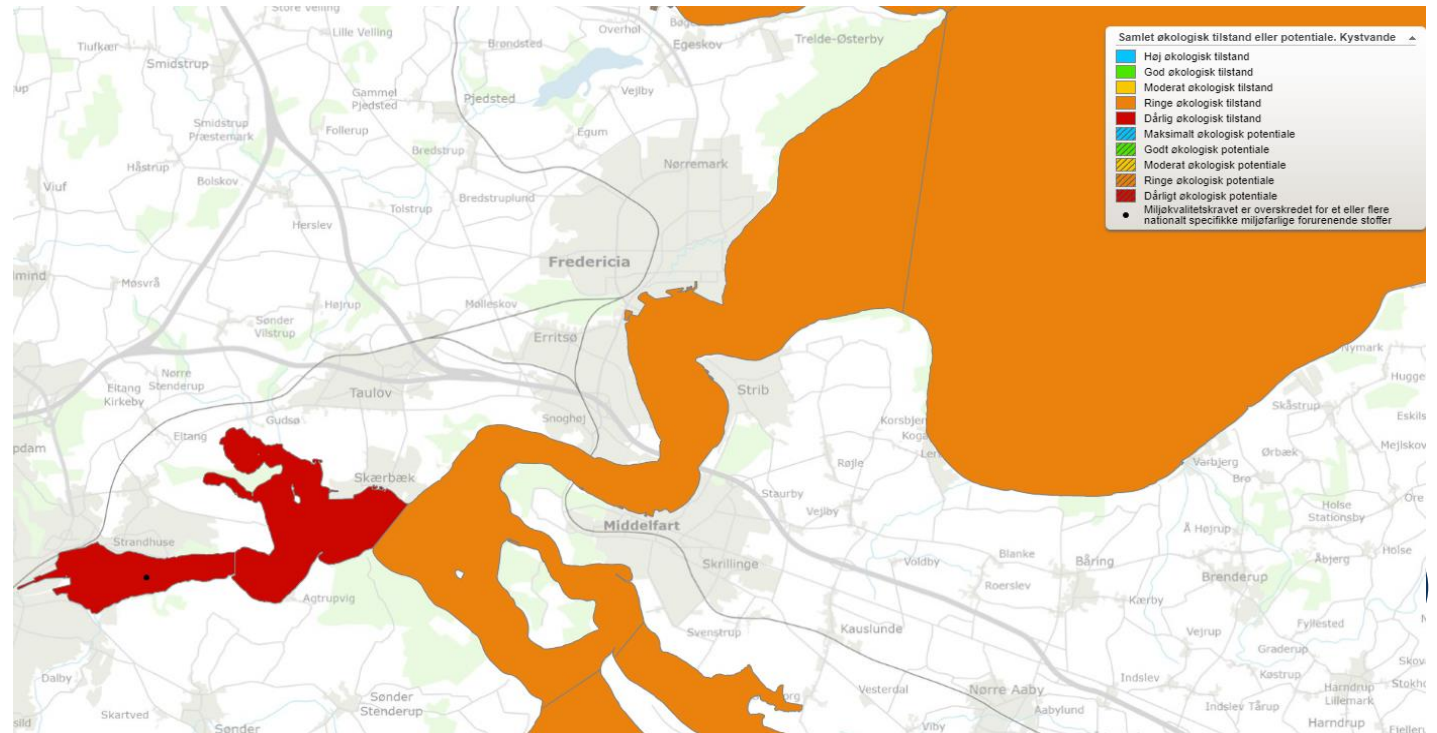 Store Velling
Lille Velling
Overhøl
Tiufkær
Smidstrup
Brøndsted
Egeskov
Trelde-Østerby
Gammel
Pjedsted
Pjedsted
Vejlby
Smidstrup
Præstemark
Follerup
Egum
Bredstrup
Nørremark
Håstrup
Viuf
Bolskov
Tolstrup
Bredstruplund
Herslev
Fredericia
Møsvrå
Højrup
Mølleskov
Sønder
Vilstrup
Erritsø
Nørre
Stenderup
Eltang
Kirkeby
Taulov
Strib
Nymark
Skåstrup
Gudsø
Snoghøj
Eltang
Røjle
Varbjerg
Ørbæk
Mejlskov
Skærbæk
Brø
Staurby
Vejlby
Holse
Stationsby
Strandhuse
Middelfart
Å Højrup
Skrillinge
Voldby
Blanke
Båring
Åbjerg
Holse
Roerslev
Brenderup
Agtrupvig
Kærby
Fyllested
Svenstrup
Kauslunde
Vejrup
Graderup
Dalby
Indslev
Køstrup
Vesterdal
Nørre Aaby
Harndrup
Lillemark
Sønder
Stenderup
Skartved
Aabylund
Indslev Tårup
Harndrup
Sønder
Viby
Samlet økologisk tilstand eller potentiale. Kystvande
Høj økologisk tilstand
God økologisk tilstand
Moderat økologisk tilstand
Ringe økologisk tilstand
Dårlig økologisk tilstand
Maksimalt økologisk potentiale
Godt økologisk potentiale
Moderat økologisk potentiale
Ringe økologisk potentiale
Dårligt økologisk potentiale
Miljøkvalitetskravet er overskredet for et eller flere
nationalt specifikke miljøfarlige forurenende stoffer